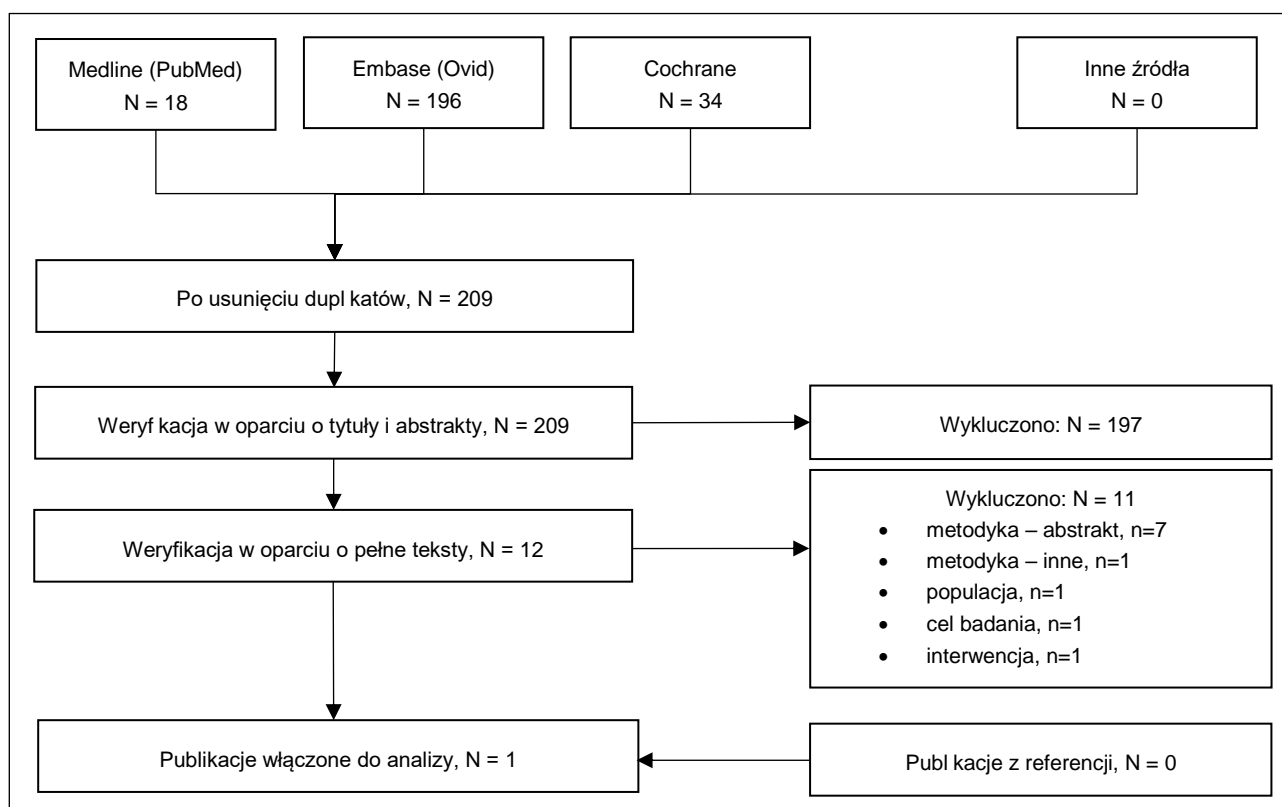 Medline (PubMed)
N = 18
Embase (Ovid)
N = 196
Cochrane
N = 34
Inne źródła
N = 0
Po usunięciu dupl katów, N = 209
Weryf kacja w oparciu o tytuły i abstrakty, N = 209
Wykluczono: N = 197
Weryfikacja w oparciu o pełne teksty, N = 12
Wykluczono: N = 11
• metodyka – abstrakt, n=7
• metodyka – inne, n=1
• populacja, n=1
• cel badania, n=1
• interwencja, n=1
Publikacje włączone do analizy, N = 1
Publ kacje z referencji, N = 0